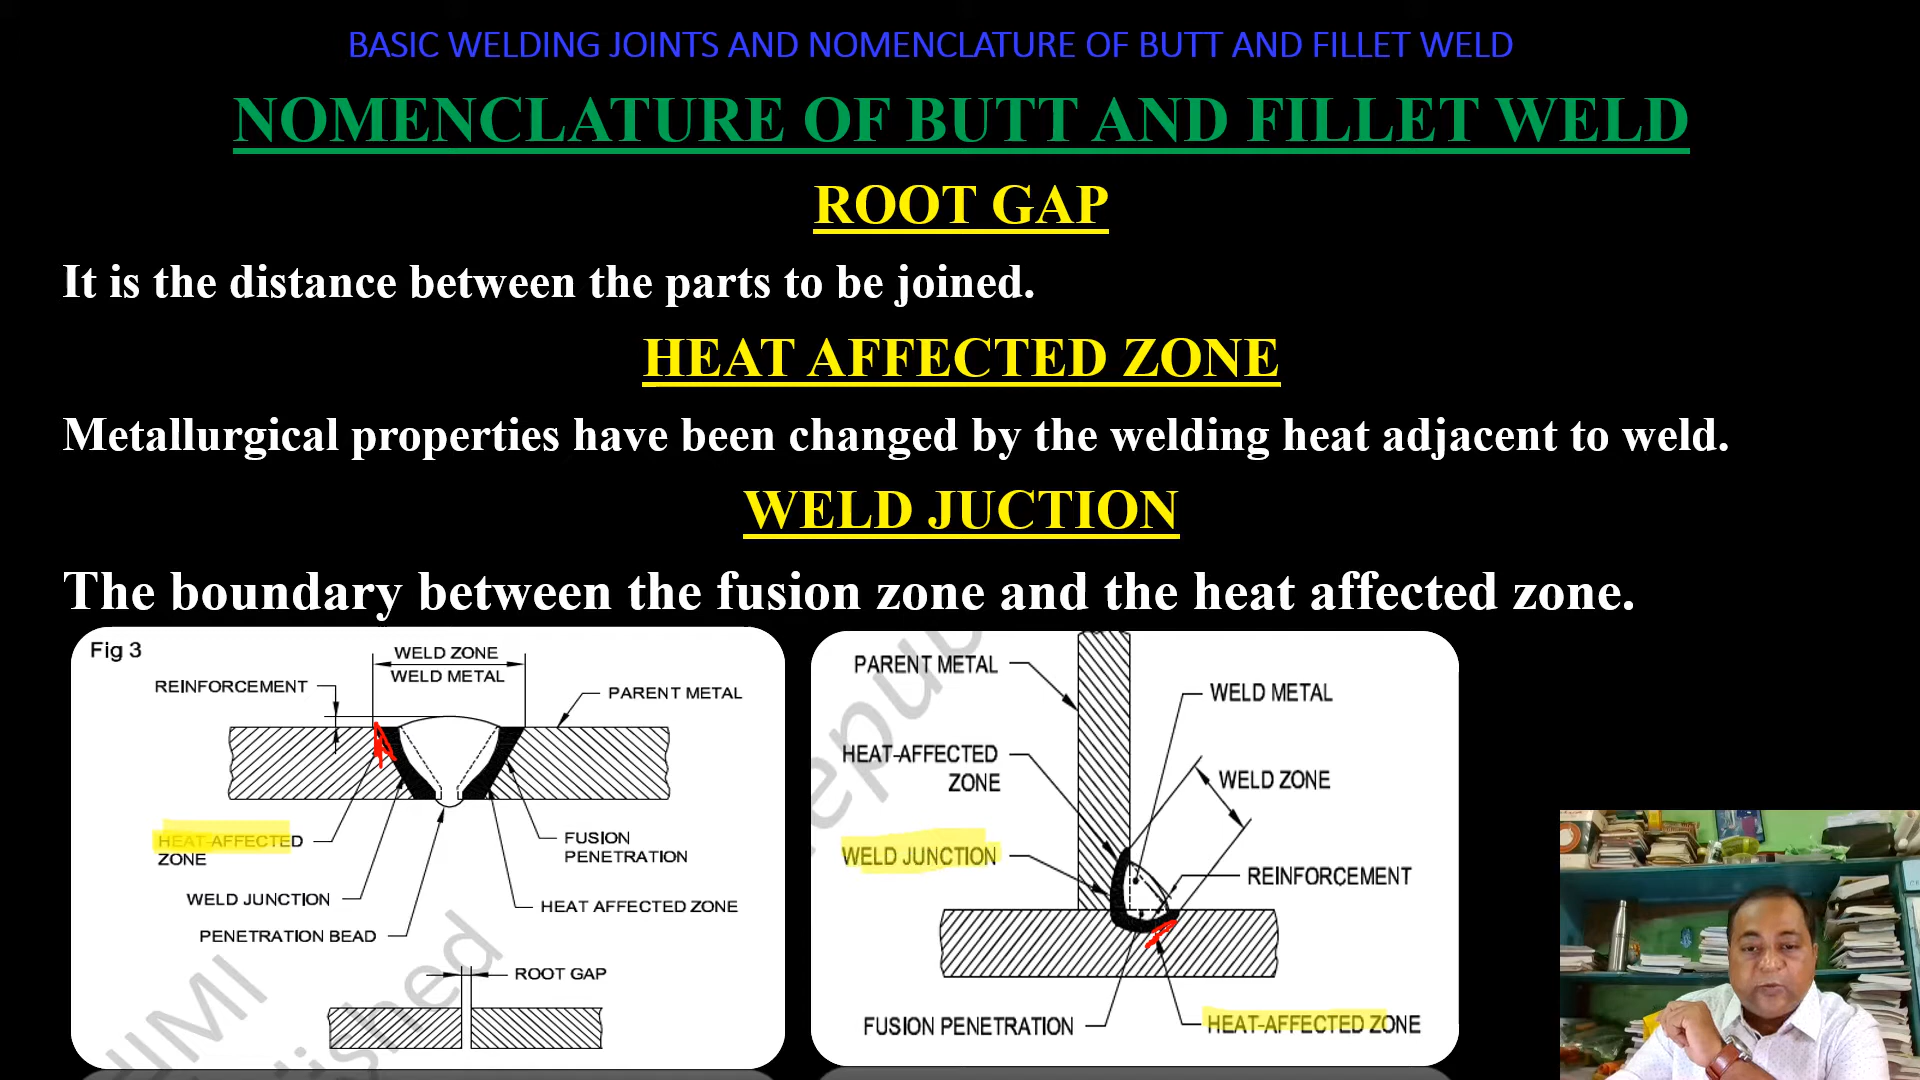 BASIC WELDING JOINTS AND NOMENCLATURE OF BUTT AND FILLET WELD
NOMENCLATURE OF BUTT AND FILLET WELD
ROOT GAP
It is the distance between the parts to be joined.
HEAT AFFECTED ZONE
Metallurgical properties have been changed by the welding heat adjacent to weld.
WELD JUCTION
The boundary between the fusion zone and the heat affected zone.
Fig 3
WELD ZONE
WELD METAL
REINFORCEMENT
PARENT METAL
HEAT-AFFECTED
ZONE
FUSION
PENETRATION
WELD JUNCTION
HEAT AFFECTED ZONE
PENETRATION BEAD
ROOT GAP
PARENT METAL
WELD METAL
HEAT-AFFECTED
ZONE
WELD ZONE
WELD JUNCTION
REINFORCEMENT
FUSION PENETRATION
HEAT-AFFECTED ZONE